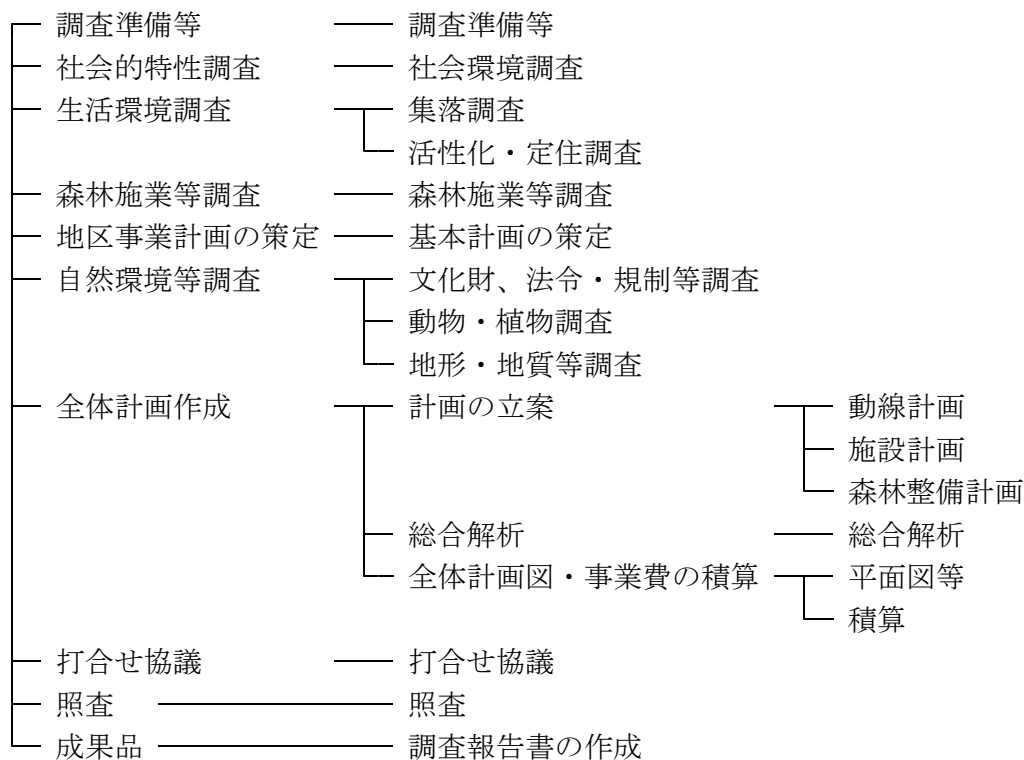 調査準備等 調査準備等
社会的特性調査 社会環境調査
生活環境調査 集落調査
活性化・定住調査
森林施業等調査 森林施業等調査
地区事業計画の策定 基本計画の策定
自然環境等調査 文化財、法令・規制等調査
動物・植物調査
地形・地質等調査
全体計画作成 計画の立案 動線計画
施設計画
森林整備計画
総合解析 総合解析
全体計画図・事業費の積算 平面図等
積算
打合せ協議 打合せ協議
照査 照査
成果品 調査報告書の作成